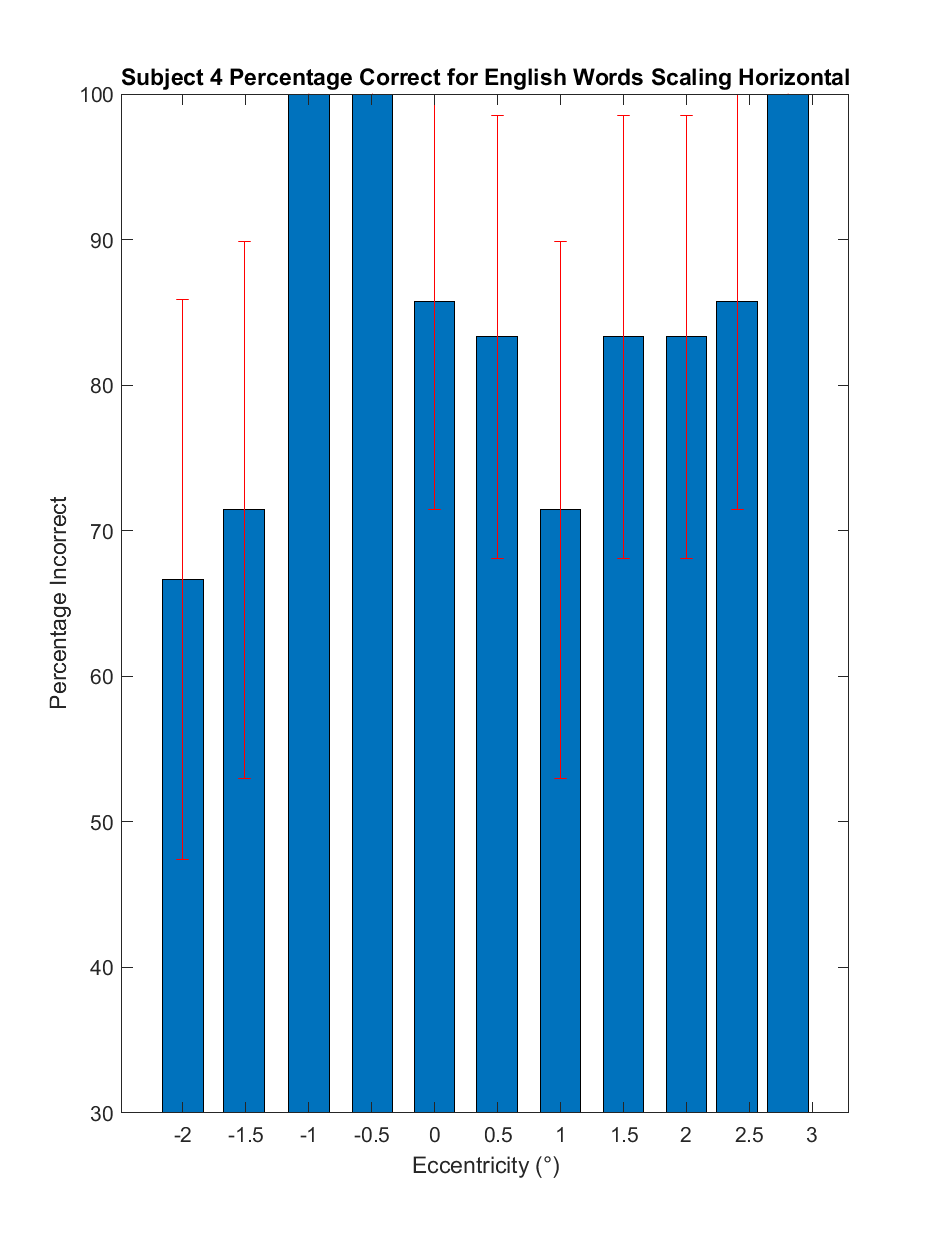 Subject 4 Percentage Correct for English Words Scaling Horizontal
100
90
80
70
60
50
40
30
Percentage Incorrect
-2 -1.5 -1 -0.5 0 0.5 1 1.5 2 2.5 3
Eccentricity (°)